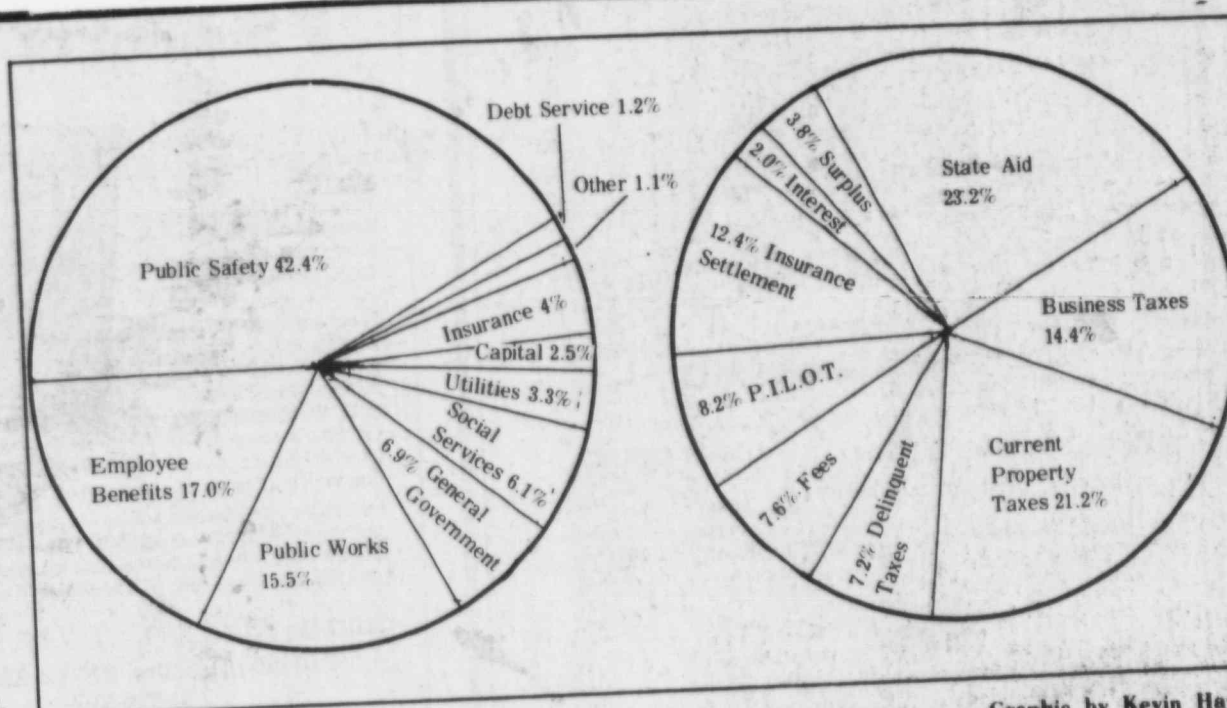 Debt Service 1.2%
Other 1.1%
Public Safety 42.4%
Insurance 4%
Capital 2.5%
Utilities 3.3%
Social
Services 6.1%
6.9% General
Government
Public Works
15.5%
Employee
Benefits 17.0%
3.8% Surplus
2.0% Interest
12.4% Insurance
Settlement
8.2% P.I.L.O.T.
7.6% Fees
7.2% Delinquent
Taxes
State Aid
23.2%
Business Taxes
14.4%
Current
Property
Taxes 21.2%
Graphic by Kevin